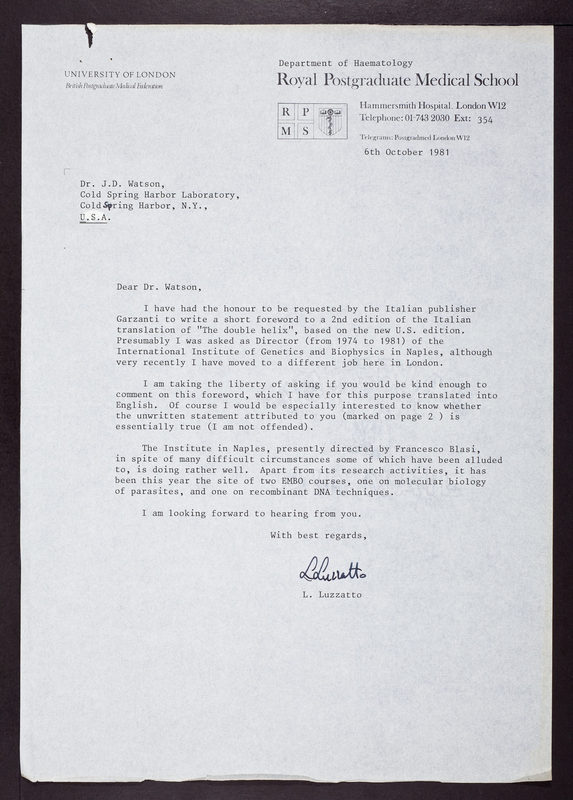 UNIVERSITY OF LONDON
British Postgraduate Medical Federation
Department of Haematology
Royal Postgraduate Medical School
R P
M S
Hammersmith Hospital. London W12
Telephone: 01-743 2030 Ext: 354
Telegrams: Postgradmed London W12
6th October 1981
Dr. J.D. Watson,
Cold Spring Harbor Laboratory,
Cold Spring Harbor, N.Y.,
U.S.A.
Dear Dr. Watson,
I have had the honour to be requested by the Italian publisher
Garzanti to write a short foreword to a 2nd edition of the Italian
translation of "The double helix", based on the new U.S. edition.
Presumably I was asked as Director (from 1974 to 1981) of the
International Institute of Genetics and Biophysics in Naples, although
very recently I have moved to a different job here in London.
I am taking the liberty of asking if you would be kind enough to
comment on this foreword, which I have for this purpose translated into
English. Of course I would be especially interested to know whether
the unwritten statement attributed to you (marked on page 2 ) is
essentially true (I am not offended).
The Institute in Naples, presently directed by Francesco Blasi,
in spite of many difficult circumstances some of which have been alluded
to, is doing rather well. Apart from its research activities, it has
been this year the site of two EMBO courses, one on molecular biology
of parasites, and one on recombinant DNA techniques.
I am looking forward to hearing from you.
With best regards,
LLuzzatto
L. Luzzatto